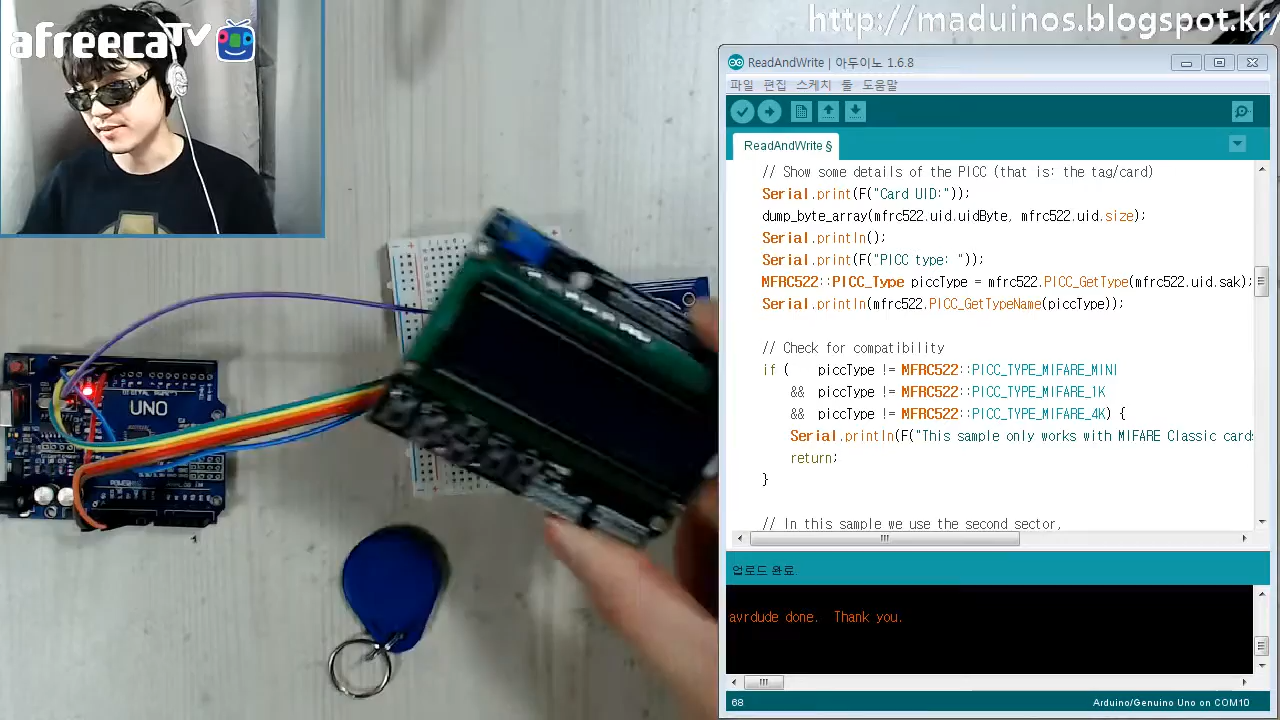 afreecaTV
http://maduinos.blogspot.kr/
ReadAndWrite | 아두이노 1.6.8
파일 편집 스케치 툴 도움말
ReadAndWrite §
// Show some details of the PICC (that is: the tag/card)
Serial.print(F("Card UID:"));
dump_byte_array(mfrc522.uid.uidByte, mfrc522.uid.size);
Serial.println();
Serial.print(F("PICC type: "));
MFRC522::PICC_Type piccType = mfrc522.PICC_GetType(mfrc522.uid.sak);
Serial.println(mfrc522.PICC_GetTypeName(piccType));
// Check for compatibility
if (    piccType != MFRC522::PICC_TYPE_MIFARE_MINI
&&  piccType != MFRC522::PICC_TYPE_MIFARE_1K
&&  piccType != MFRC522::PICC_TYPE_MIFARE_4K) {
Serial.println(F("This sample only works with MIFARE Classic cards
return;
}
// In this sample we use the second sector,
업로드 완료.
avrdude done.  Thank you.
68
Arduino/Genuino Uno on COM10
UNO